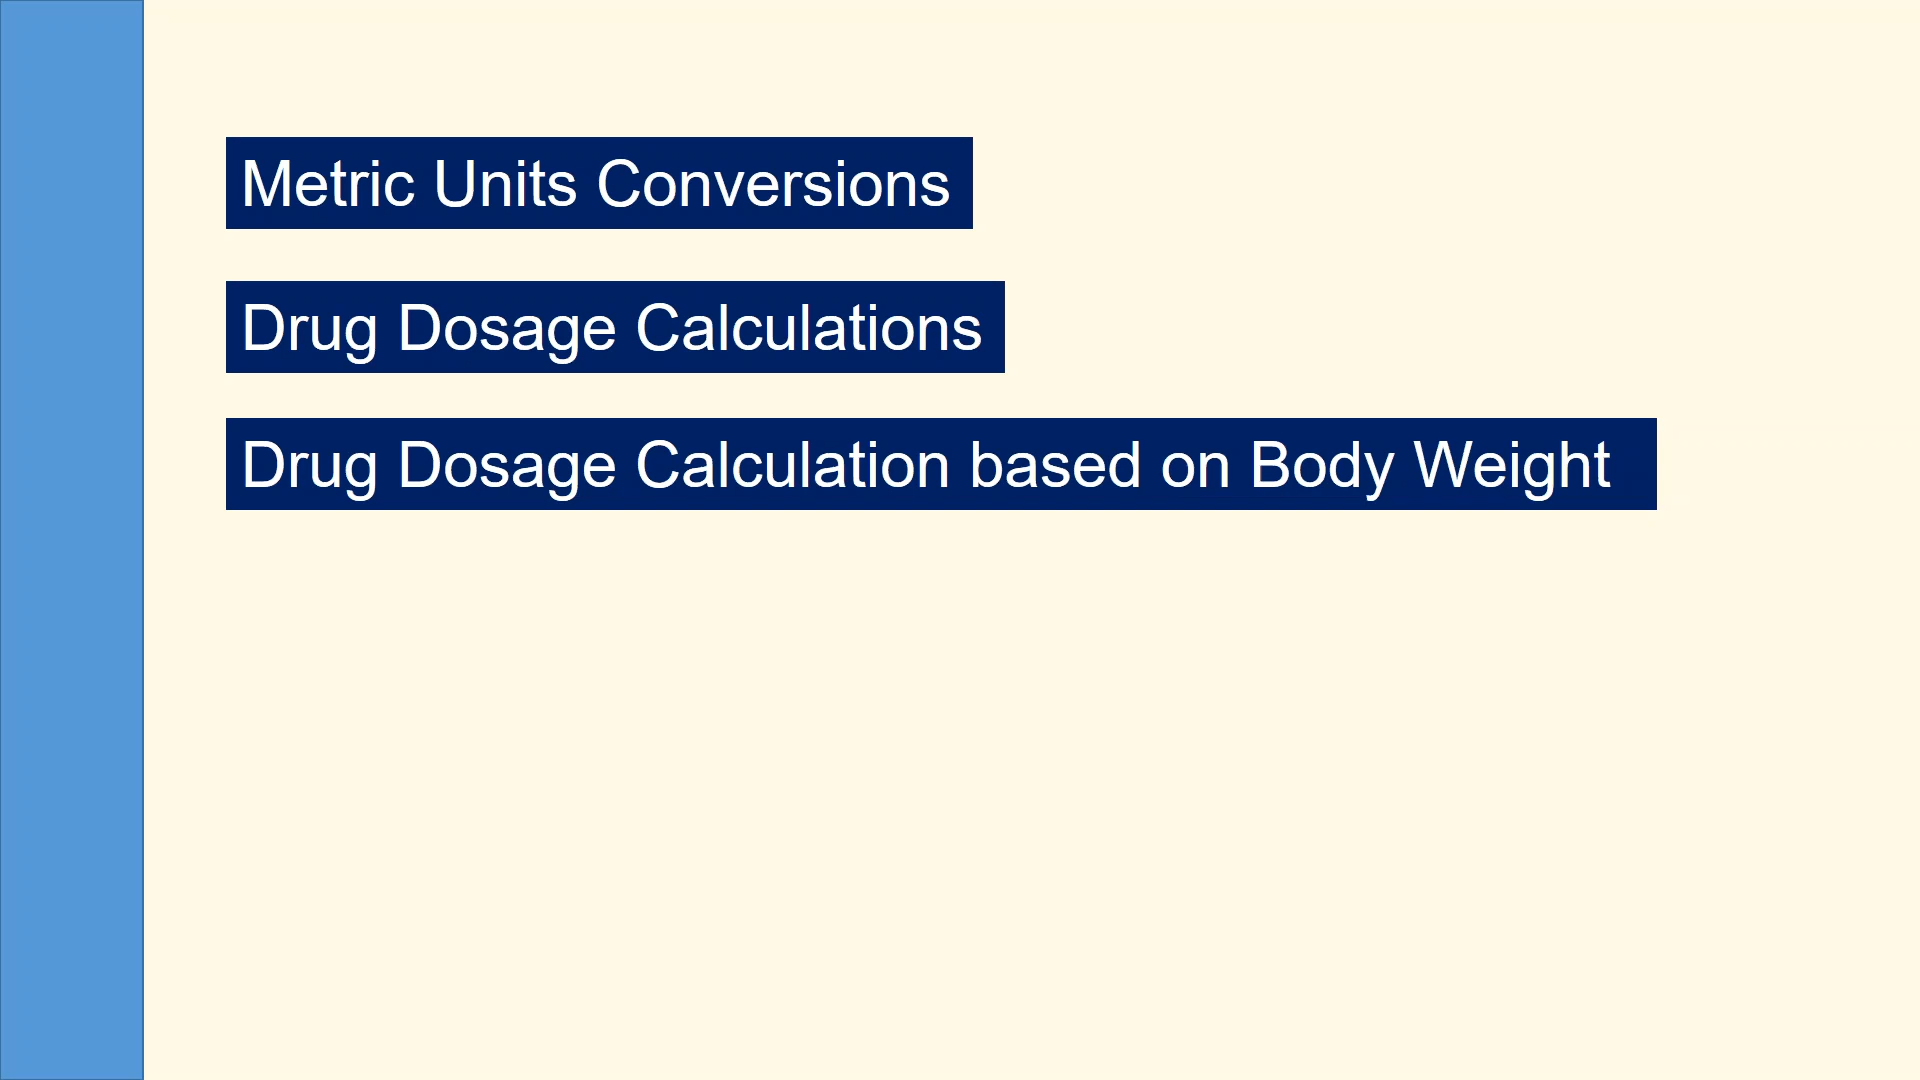 Metric Units Conversions
Drug Dosage Calculations
Drug Dosage Calculation based on Body Weight